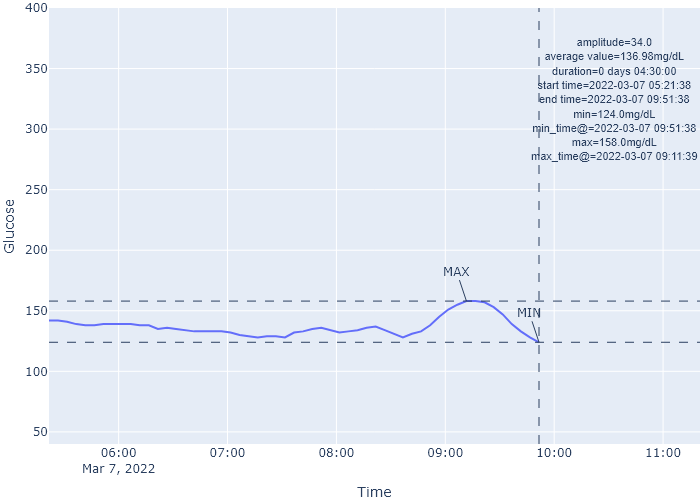 400
350
300
250
200
150
100
50
Glucose
amplitude=34.0
average value=136.98mg/dL
duration=0 days 04:30:00
start time=2022-03-07 05:21:38
end time=2022-03-07 09:51:38
min=124.0mg/dL
min_time@=2022-03-07 09:51:38
max=158.0mg/dL
max_time@=2022-03-07 09:11:39
MAX
MIN
06:00 07:00 08:00 09:00 10:00 11:00
Mar 7, 2022
Time